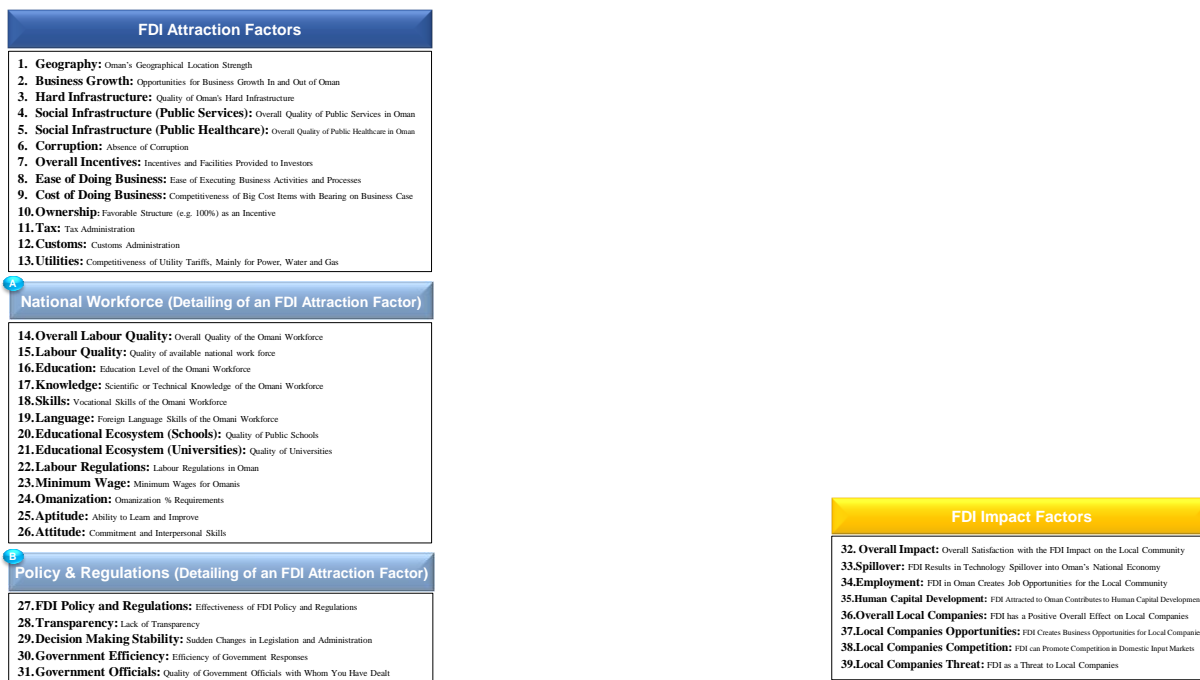 FDI Attraction Factors
1. Geography: Oman's Geographical Location Strength
2. Business Growth: Opportunities for Business Growth In and Out of Oman
3. Hard Infrastructure: Quality of Oman's Hard Infrastructure
4. Social Infrastructure (Public Services): Overall Quality of Public Services in Oman
5. Social Infrastructure (Public Healthcare): Overall Quality of Public Healthcare in Oman
6. Corruption: Absence of Corruption
7. Overall Incentives: Incentives and Facilities Provided to Investors
8. Ease of Doing Business: Ease of Executing Business Activities and Processes
9. Cost of Doing Business: Competitiveness of Big Cost Items with Bearing on Business Case
10. Ownership: Favorable Structure (e.g. 100%) as an Incentive
11. Tax: Tax Administration
12. Customs: Customs Administration
13. Utilities: Competitiveness of Utility Tariffs, Mainly for Power, Water and Gas
A
National Workforce (Detailing of an FDI Attraction Factor)
14. Overall Labour Quality: Overall Quality of the Omani Workforce
15. Labour Quality: Quality of available national work force
16. Education: Education Level of the Omani Workforce
17. Knowledge: Scientific or Technical Knowledge of the Omani Workforce
18. Skills: Vocational Skills of the Omani Workforce
19. Language: Foreign Language Skills of the Omani Workforce
20. Educational Ecosystem (Schools): Quality of Public Schools
21. Educational Ecosystem (Universities): Quality of Universities
22. Labour Regulations: Labour Regulations in Oman
23. Minimum Wage: Minimum Wages for Omanis
24. Omanization: Omanization % Requirements
25. Aptitude: Ability to Learn and Improve
26. Attitude: Commitment and Interpersonal Skills
B
Policy & Regulations (Detailing of an FDI Attraction Factor)
27. FDI Policy and Regulations: Effectiveness of FDI Policy and Regulations
28. Transparency: Lack of Transparency
29. Decision Making Stability: Sudden Changes in Legislation and Administration
30. Government Efficiency: Efficiency of Government Responses
31. Government Officials: Quality of Government Officials with Whom You Have Dealt
FDI Impact Factors
32. Overall Impact: Overall Satisfaction with the FDI Impact on the Local Community
33. Spillover: FDI Results in Technology Spillover into Oman's National Economy
34. Employment: FDI in Oman Creates Job Opportunities for the Local Community
35. Human Capital Development: FDI Attracted to Oman Contributes to Human Capital Development
36. Overall Local Companies: FDI has a Positive Overall Effect on Local Companies
37. Local Companies Opportunities: FDI Creates Business Opportunities for Local Companie
38. Local Companies Competition: FDI can Promote Competition in Domestic Input Markets
39. Local Companies Threat: FDI as a Threat to Local Companies